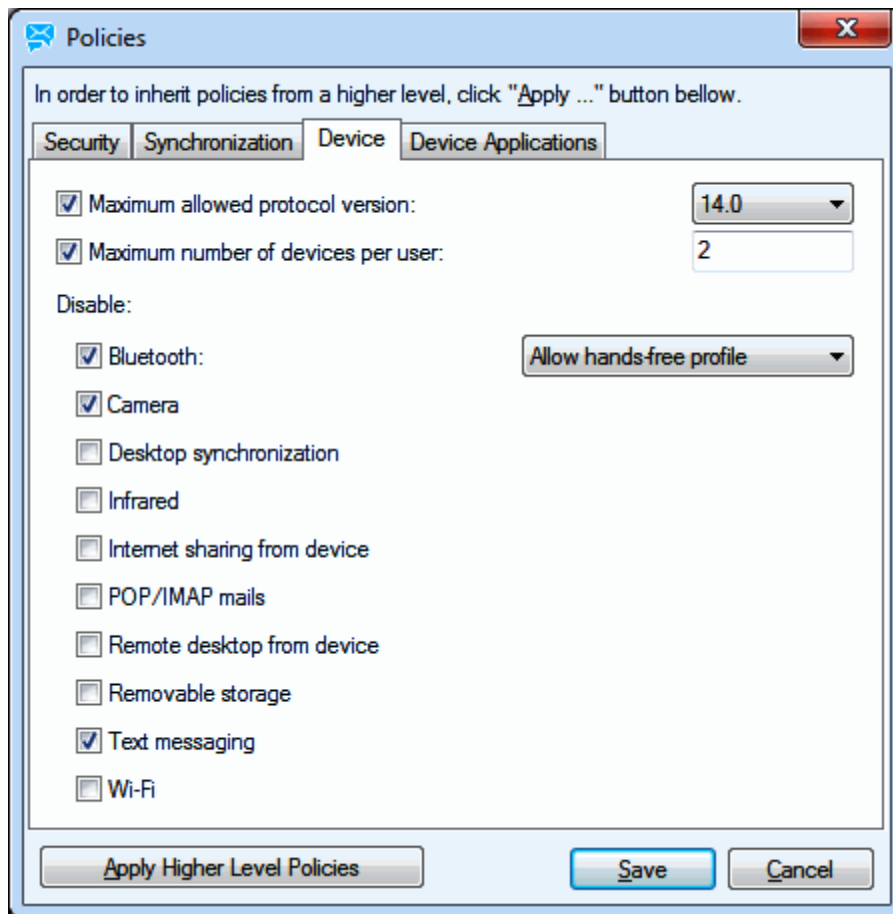 Policies
In order to inherit policies from a higher level, click "Apply ..." button bellow.
Security Synchronization Device Device Applications
Maximum allowed protocol version: 14.0
Maximum number of devices per user: 2
Disable:
Bluetooth: Allow hands-free profile
Camera
Desktop synchronization
Infrared
Internet sharing from device
POP/IMAP mails
Remote desktop from device
Removable storage
Text messaging
Wi-Fi
Apply Higher Level Policies Save Cancel